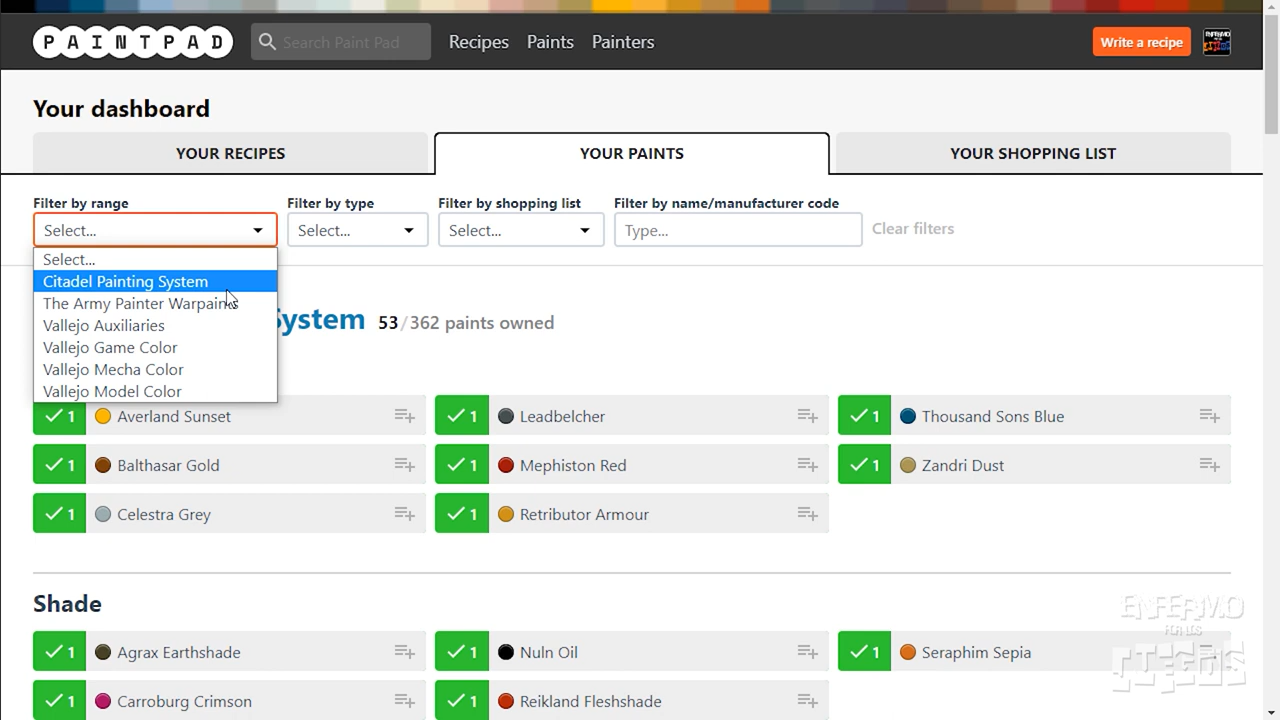 PAINTPAD
Search Paint Pad
Recipes
Paints
Painters
Write a recipe
Your dashboard
YOUR RECIPES
YOUR PAINTS
YOUR SHOPPING LIST
Filter by range
Filter by type
Filter by shopping list
Filter by name/manufacturer code
Select...
Select...
Select...
Type...
Clear filters
Select...
Citadel Painting System
The Army Painter Warpaints
Vallejo Auxiliaries
Vallejo Game Color
Vallejo Mecha Color
Vallejo Model Color
System 53/362 paints owned
1 Averland Sunset
1 Leadbelcher
1 Thousand Sons Blue
1 Balthasar Gold
1 Mephiston Red
1 Zandri Dust
1 Celestra Grey
1 Retributor Armour
Shade
1 Agrax Earthshade
1 Nuln Oil
1 Seraphim Sepia
1 Carroburg Crimson
1 Reikland Fleshshade
ENFERMO